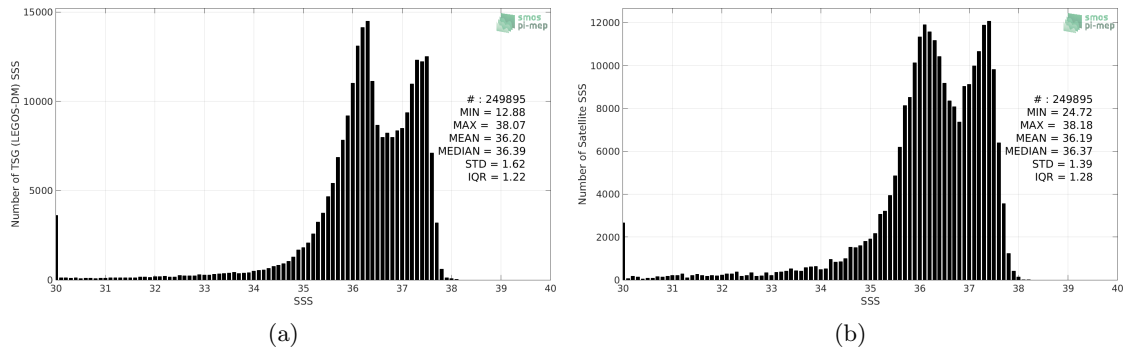 Number of TSG (LEGOS-DM) SSS
15000
10000
5000
0
smos
pi-mep
# : 249895
MIN = 12.88
MAX = 38.07
MEAN = 36.20
MEDIAN = 36.39
STD = 1.62
IQR = 1.22
30 31 32 33 34 35 36 37 38 39 40
SSS
(a)
Number of Satellite SSS
12000
10000
8000
6000
4000
2000
0
smos
pi-mep
# : 249895
MIN = 24.72
MAX = 38.18
MEAN = 36.19
MEDIAN = 36.37
STD = 1.39
IQR = 1.28
30 31 32 33 34 35 36 37 38 39 40
SSS
(b)